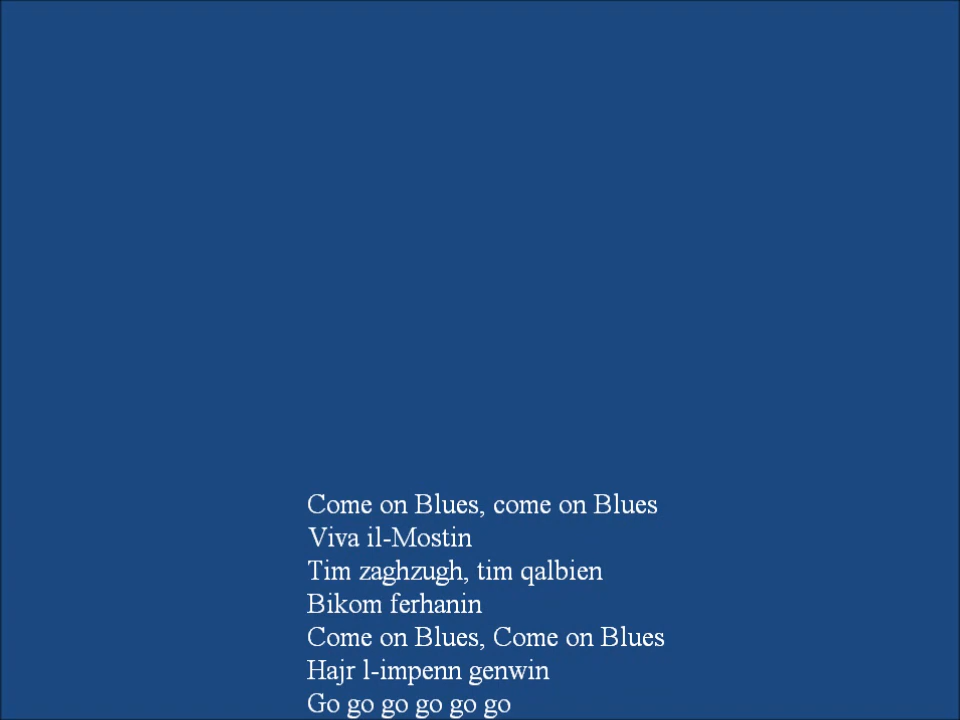 Come on Blues, come on Blues
Viva il-Mostin
Tim zaghzugh, tim qalbien
Bikom ferhanin
Come on Blues, Come on Blues
Hajr l-impenn genwin
Go go go go go go